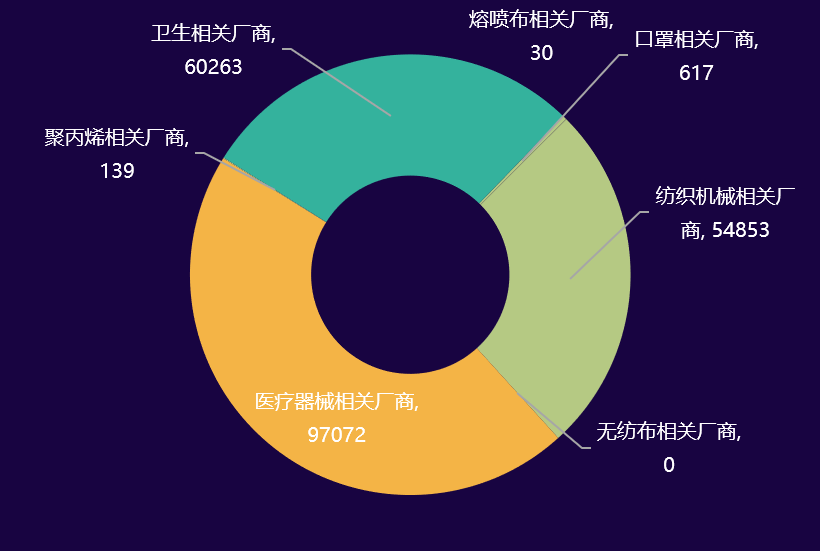 熔喷布相关厂商,
30
卫生相关厂商,
60263
口罩相关厂商,
617
聚丙烯相关厂商,
139
纺织机械相关厂
商, 54853
医疗器械相关厂商,
97072
无纺布相关厂商,
0